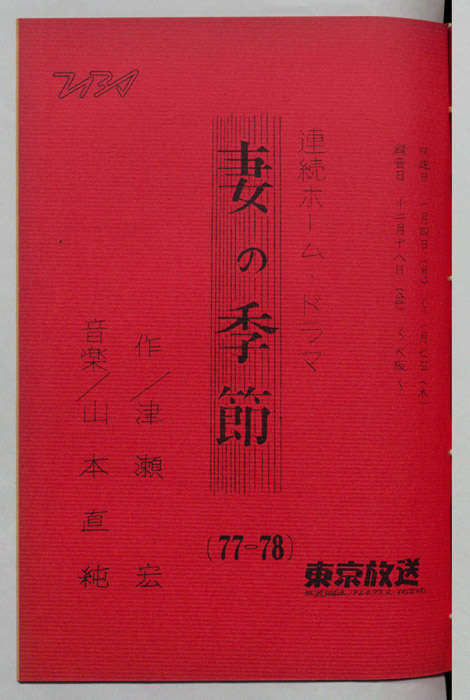 放送日 一月四日(月)~一月七日(木)
録音日 十二月十八日(金)~大阪~
連続ホーム・ドラマ
妻の季節
(77-78)
作/津瀬 宏
音楽/山本直純
東京放送